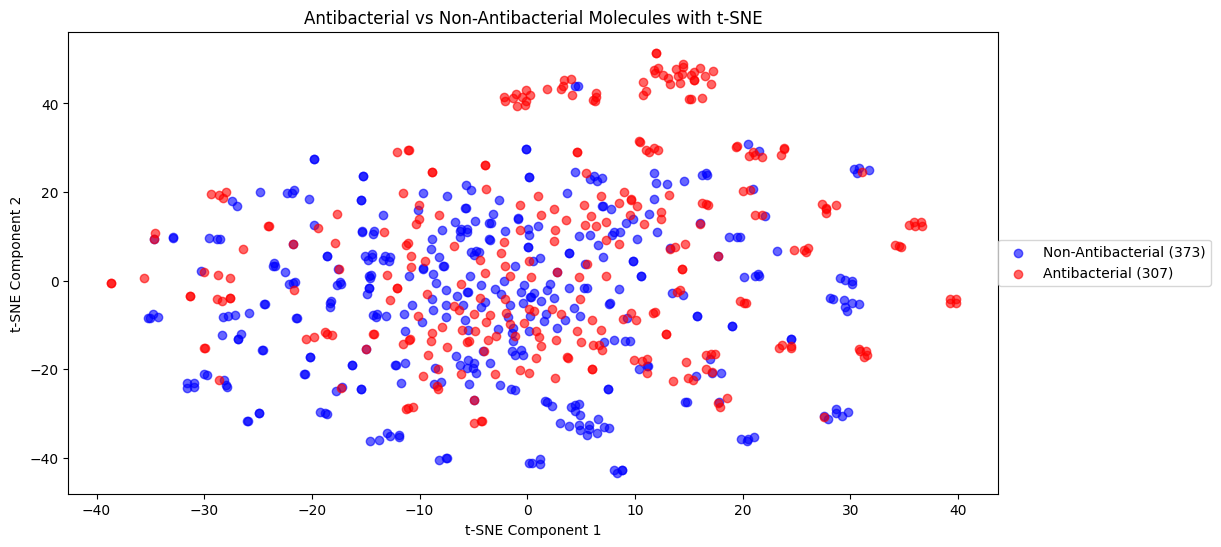 Antibacterial vs Non-Antibacterial Molecules with t-SNE
t-SNE Component 2
40
20
0
−20
−40
−40 −30 −20 −10 0 10 20 30 40
t-SNE Component 1
Non-Antibacterial (373)
Antibacterial (307)